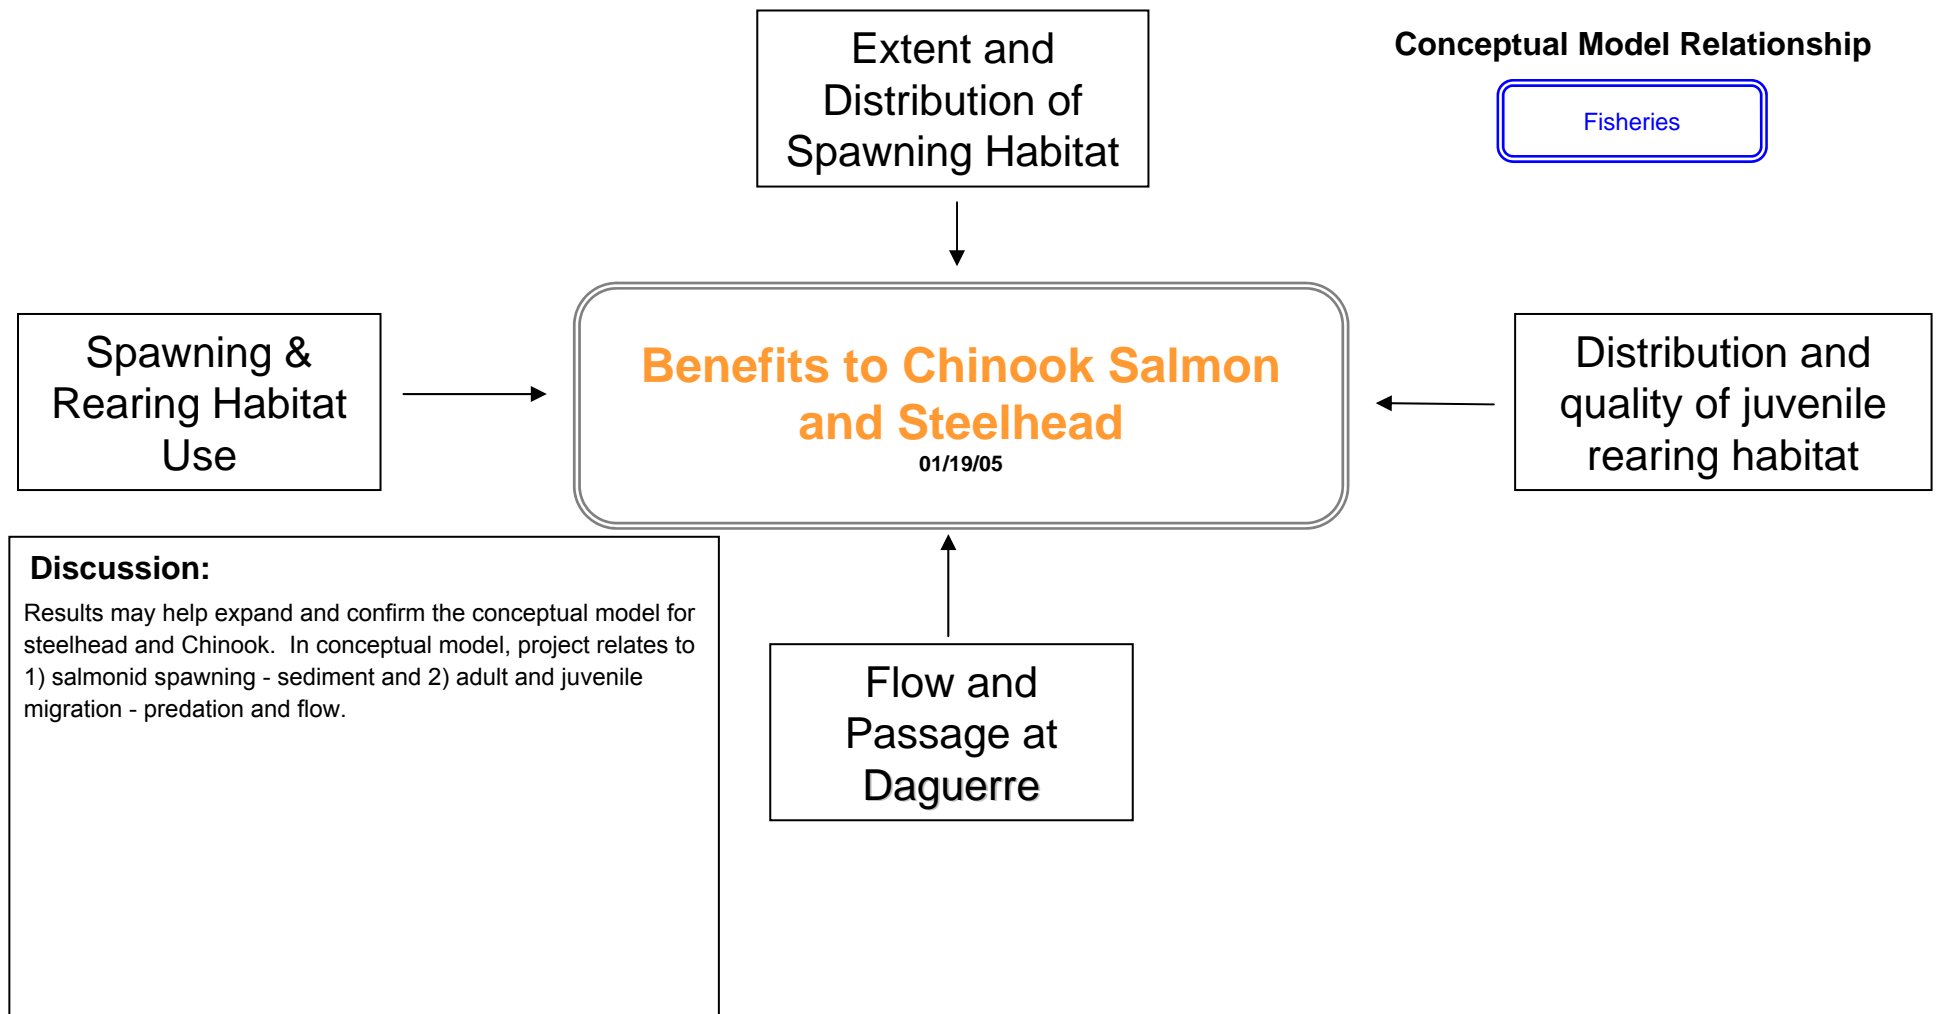 Extent and
Distribution of
Spawning Habitat
Conceptual Model Relationship
Fisheries
Spawning &
Rearing Habitat
Use
Benefits to Chinook Salmon
and Steelhead
01/19/05
Distribution and
quality of juvenile
rearing habitat
Discussion:
Results may help expand and confirm the conceptual model for
steelhead and Chinook.  In conceptual model, project relates to
1) salmonid spawning - sediment and 2) adult and juvenile
migration - predation and flow.
Flow and
Passage at
Daguerre